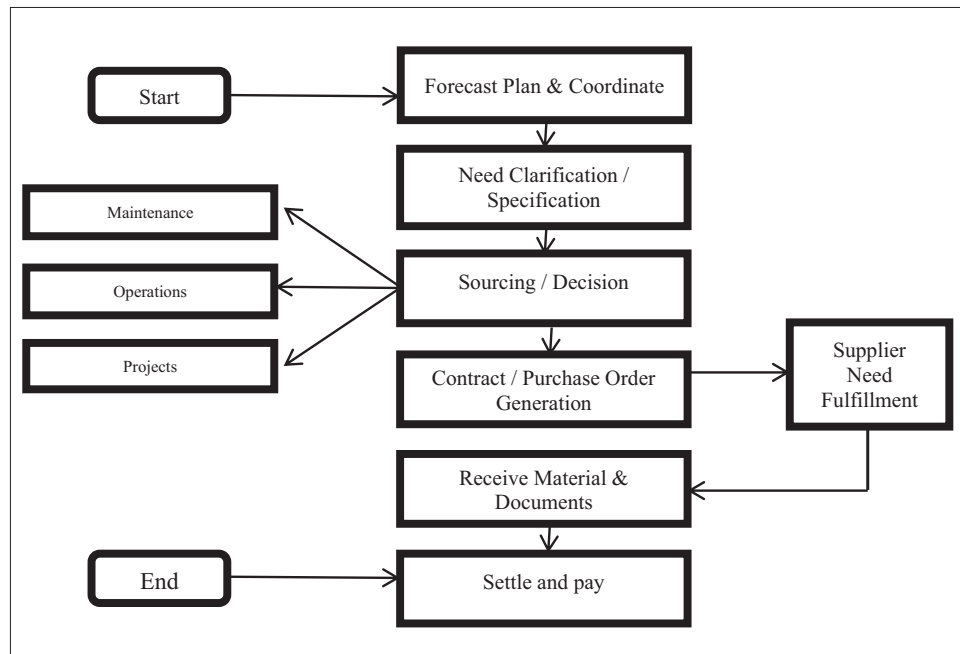 Start
Forecast Plan & Coordinate
Need Clarification /
Specification
Maintenance
Operations
Projects
Sourcing / Decision
Contract / Purchase Order
Generation
Supplier
Need
Fulfillment
Receive Material &
Documents
End
Settle and pay